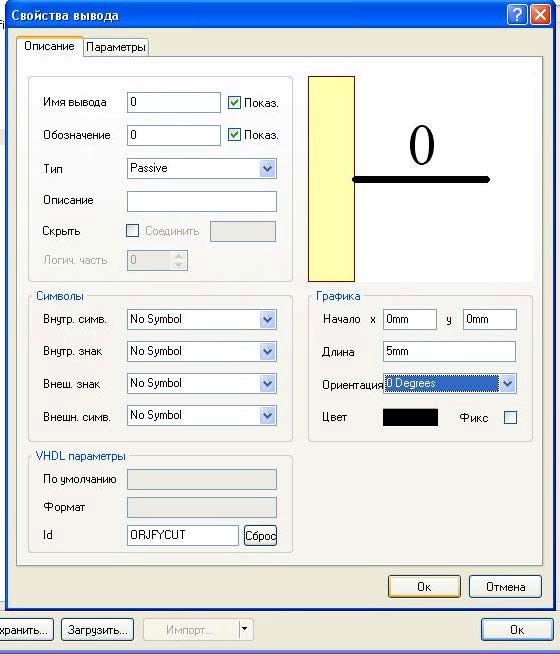 Свойства вывода
Описание Параметры
Имя вывода 0 Показ.
Обозначение 0 Показ.
Тип Passive
Описание
Скрыть Соединить
Логич. часть 0
0
Символы
Внутр. симв. No Symbol
Внутр. знак No Symbol
Внеш. знак No Symbol
Внешн. симв. No Symbol
Графика
Начало x 0mm y 0mm
Длина 5mm
Ориентация 0 Degrees
Цвет Фикс
VHDL параметры
По умолчанию
Формат
Id ORJFYCUT Сброс
Ок Отмена
хранить... Загрузить... Импорт... Ок